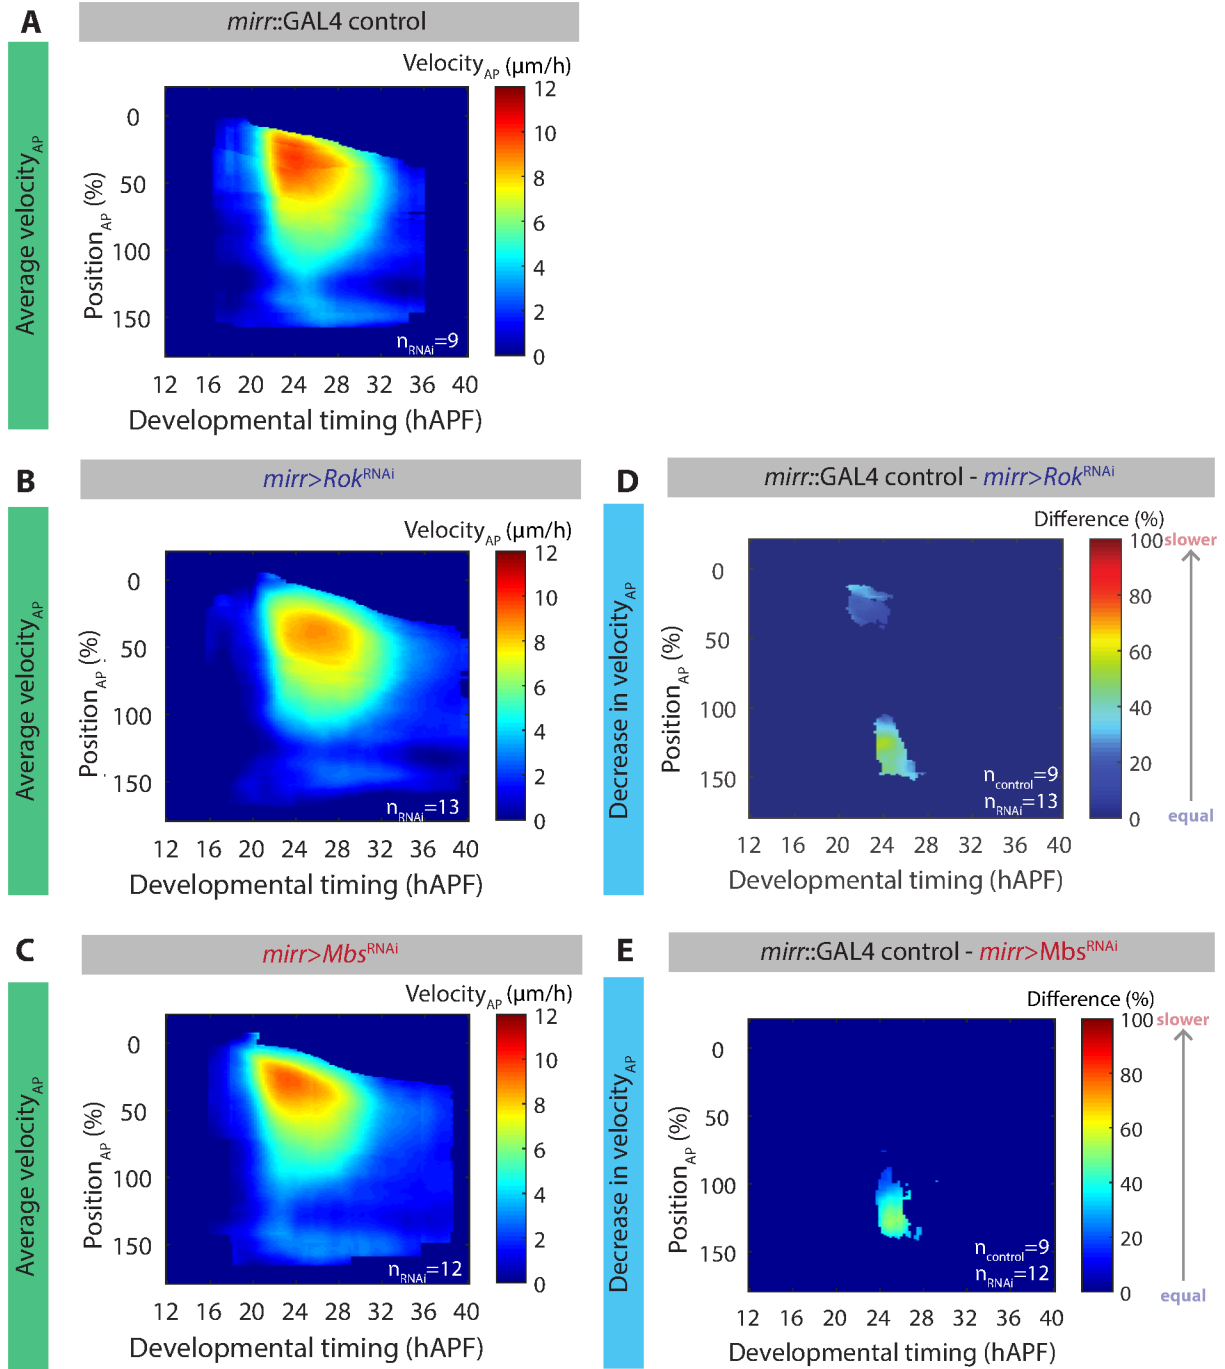 A
mirr::GAL4 control
Average velocityAP
VelocityAP (µm/h)
12
10
8
6
4
2
0
PositionAP (%)
0
50
100
150
nRNAi=9
12 16 20 24 28 32 36 40
Developmental timing (hAPF)
B
mirr>RokRNAi
Average velocityAP
VelocityAP (µm/h)
12
10
8
6
4
2
0
PositionAP (%)
0
50
100
150
nRNAi=13
12 16 20 24 28 32 36 40
Developmental timing (hAPF)
D
mirr::GAL4 control - mirr>RokRNAi
Decrease in velocityAP
Difference (%)
100
80
60
40
20
0
slower
equal
PositionAP (%)
0
50
100
150
ncontrol=9
nRNAi=13
12 16 20 24 28 32 36 40
Developmental timing (hAPF)
C
mirr>MbsRNAi
Average velocityAP
VelocityAP (µm/h)
12
10
8
6
4
2
0
PositionAP (%)
0
50
100
150
nRNAi=12
12 16 20 24 28 32 36 40
Developmental timing (hAPF)
E
mirr::GAL4 control - mirr>MbsRNAi
Decrease in velocityAP
Difference (%)
100
80
60
40
20
0
slower
equal
PositionAP (%)
0
50
100
150
ncontrol=9
nRNAi=12
12 16 20 24 28 32 36 40
Developmental timing (hAPF)